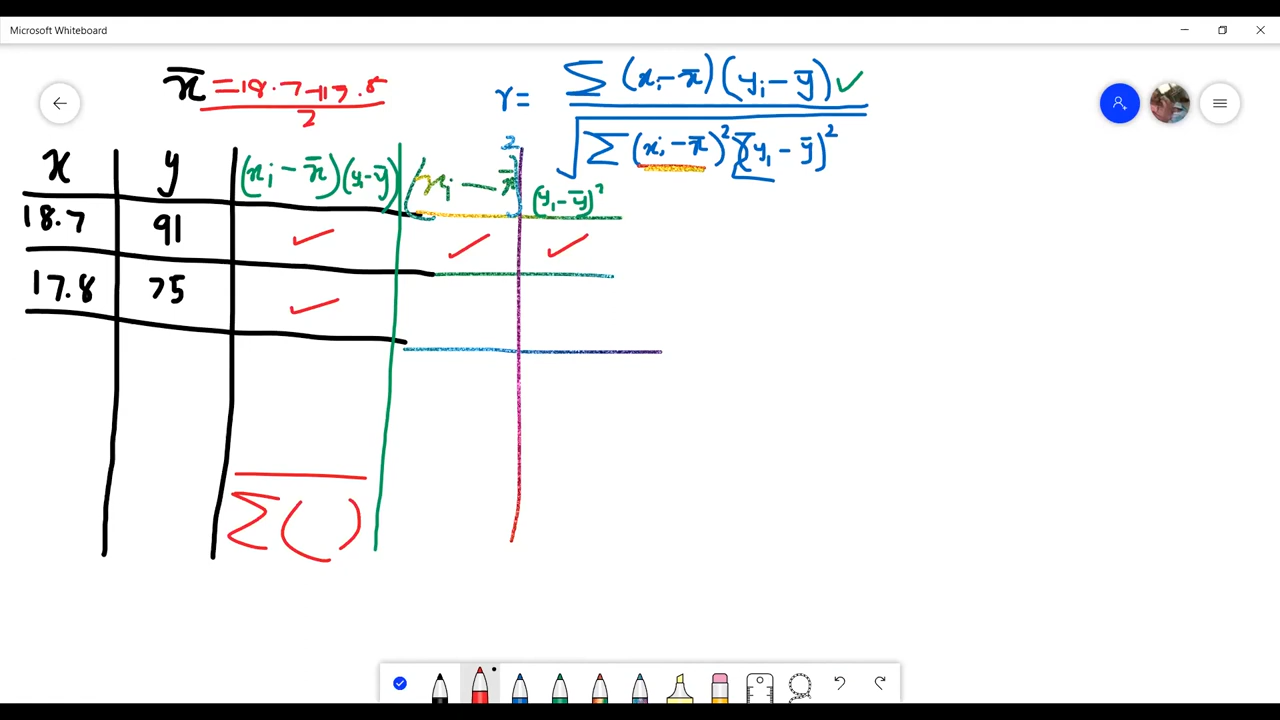 Microsoft Whiteboard
x̄ = 18.7+17.8
2
r = Σ(xi − x̄)(yi − ȳ) ✓
√Σ(xi − x̄)² Σ(yi − ȳ)²
x y (xi − x̄)(yi − ȳ) (xi − x̄)² (yi − ȳ)²
18.7 91 ✓ ✓ ✓
17.8 75 ✓
Σ( )